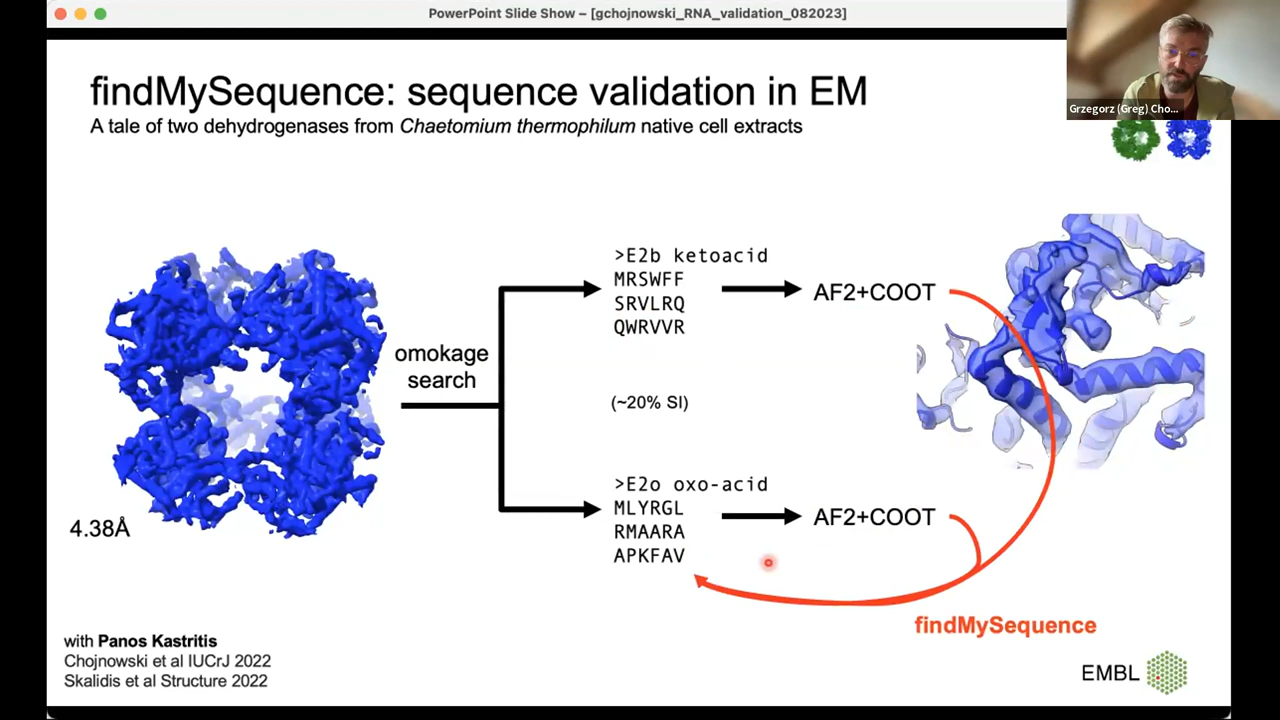 PowerPoint Slide Show – [gchojnowski_RNA_validation_082023]
Grzegorz (Greg) Cho...
findMySequence: sequence validation in EM
A tale of two dehydrogenases from Chaetomium thermophilum native cell extracts
4.38Å
omokage
search
>E2b ketoacid
MRSWFF
SRVLRQ
QWRVVR
AF2+COOT
(~20% SI)
>E2o oxo-acid
MLYRGL
RMAARA
APKFAV
AF2+COOT
findMySequence
with Panos Kastritis
Chojnowski et al IUCrJ 2022
Skalidis et al Structure 2022
EMBL